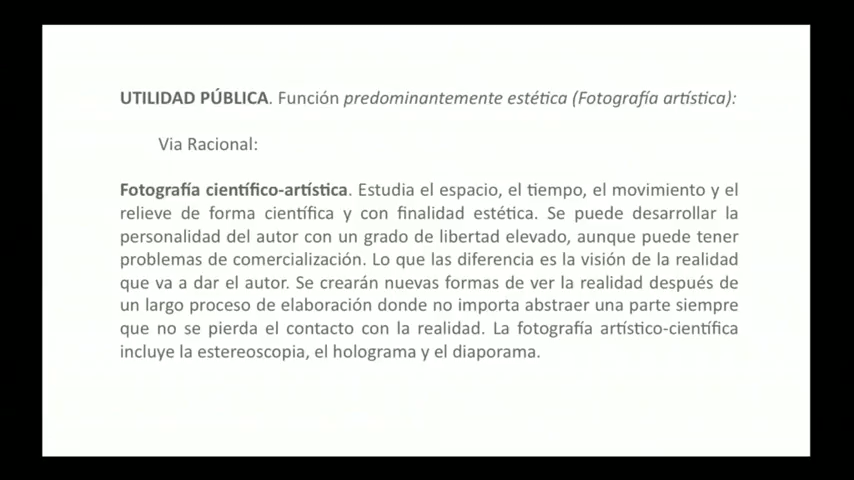 UTILIDAD PÚBLICA. Función predominantemente estética (Fotografía artística):
Via Racional:
Fotografía científico-artística. Estudia el espacio, el tiempo, el movimiento y el
relieve de forma científica y con finalidad estética. Se puede desarrollar la
personalidad del autor con un grado de libertad elevado, aunque puede tener
problemas de comercialización. Lo que las diferencia es la visión de la realidad
que va a dar el autor. Se crearán nuevas formas de ver la realidad después de
un largo proceso de elaboración donde no importa abstraer una parte siempre
que no se pierda el contacto con la realidad. La fotografía artístico-científica
incluye la estereoscopia, el holograma y el diaporama.